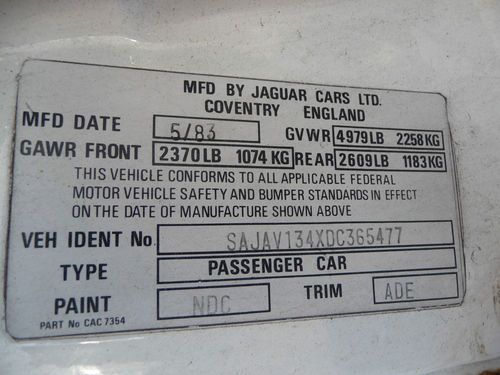 MFD BY JAGUAR CARS LTD.
COVENTRY ENGLAND
MFD DATE 5/83 GVWR 4979LB 2258KG
GAWR FRONT 2370LB 1074KG REAR 2609LB 1183KG
THIS VEHICLE CONFORMS TO ALL APPLICABLE FEDERAL
MOTOR VEHICLE SAFETY AND BUMPER STANDARDS IN EFFECT
ON THE DATE OF MANUFACTURE SHOWN ABOVE
VEH IDENT No. SAJAV134XDC365477
TYPE PASSENGER CAR
PAINT NDC TRIM ADE
PART No CAC 7354